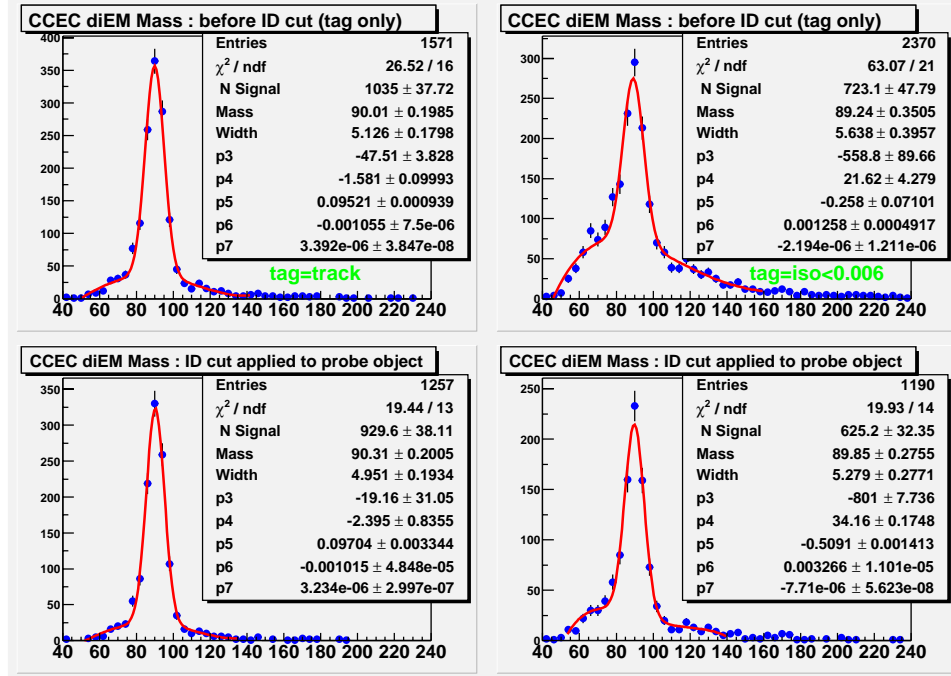 CCEC diEM Mass : before ID cut (tag only)
Entries 1571
χ² / ndf 26.52 / 16
N Signal 1035 ± 37.72
Mass 90.01 ± 0.1985
Width 5.126 ± 0.1798
p3 -47.51 ± 3.828
p4 -1.581 ± 0.09993
p5 0.09521 ± 0.000939
p6 -0.001055 ± 7.5e-06
p7 3.392e-06 ± 3.847e-08
tag=track
400
350
300
250
200
150
100
50
0
40 60 80 100 120 140 160 180 200 220 240
CCEC diEM Mass : before ID cut (tag only)
Entries 2370
χ² / ndf 63.07 / 21
N Signal 723.1 ± 47.79
Mass 89.24 ± 0.3505
Width 5.638 ± 0.3957
p3 -558.8 ± 89.66
p4 21.62 ± 4.279
p5 -0.258 ± 0.07101
p6 0.001258 ± 0.0004917
p7 -2.194e-06 ± 1.211e-06
tag=iso<0.006
300
250
200
150
100
50
0
40 60 80 100 120 140 160 180 200 220 240
CCEC diEM Mass : ID cut applied to probe object
Entries 1257
χ² / ndf 19.44 / 13
N Signal 929.6 ± 38.11
Mass 90.31 ± 0.2005
Width 4.951 ± 0.1934
p3 -19.16 ± 31.05
p4 -2.395 ± 0.8355
p5 0.09704 ± 0.003344
p6 -0.001015 ± 4.848e-05
p7 3.234e-06 ± 2.997e-07
350
300
250
200
150
100
50
0
40 60 80 100 120 140 160 180 200 220 240
CCEC diEM Mass : ID cut applied to probe object
Entries 1190
χ² / ndf 19.93 / 14
N Signal 625.2 ± 32.35
Mass 89.85 ± 0.2755
Width 5.279 ± 0.2771
p3 -801 ± 7.736
p4 34.16 ± 0.1748
p5 -0.5091 ± 0.001413
p6 0.003266 ± 1.101e-05
p7 -7.71e-06 ± 5.623e-08
250
200
150
100
50
0
40 60 80 100 120 140 160 180 200 220 240